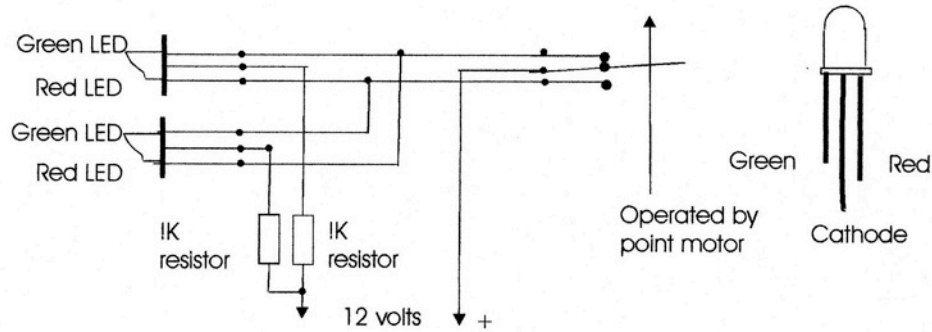 Green LED
Red LED
Green LED
Red LED
!K
resistor
!K
resistor
12 volts
+
Operated by
point motor
Green
Red
Cathode